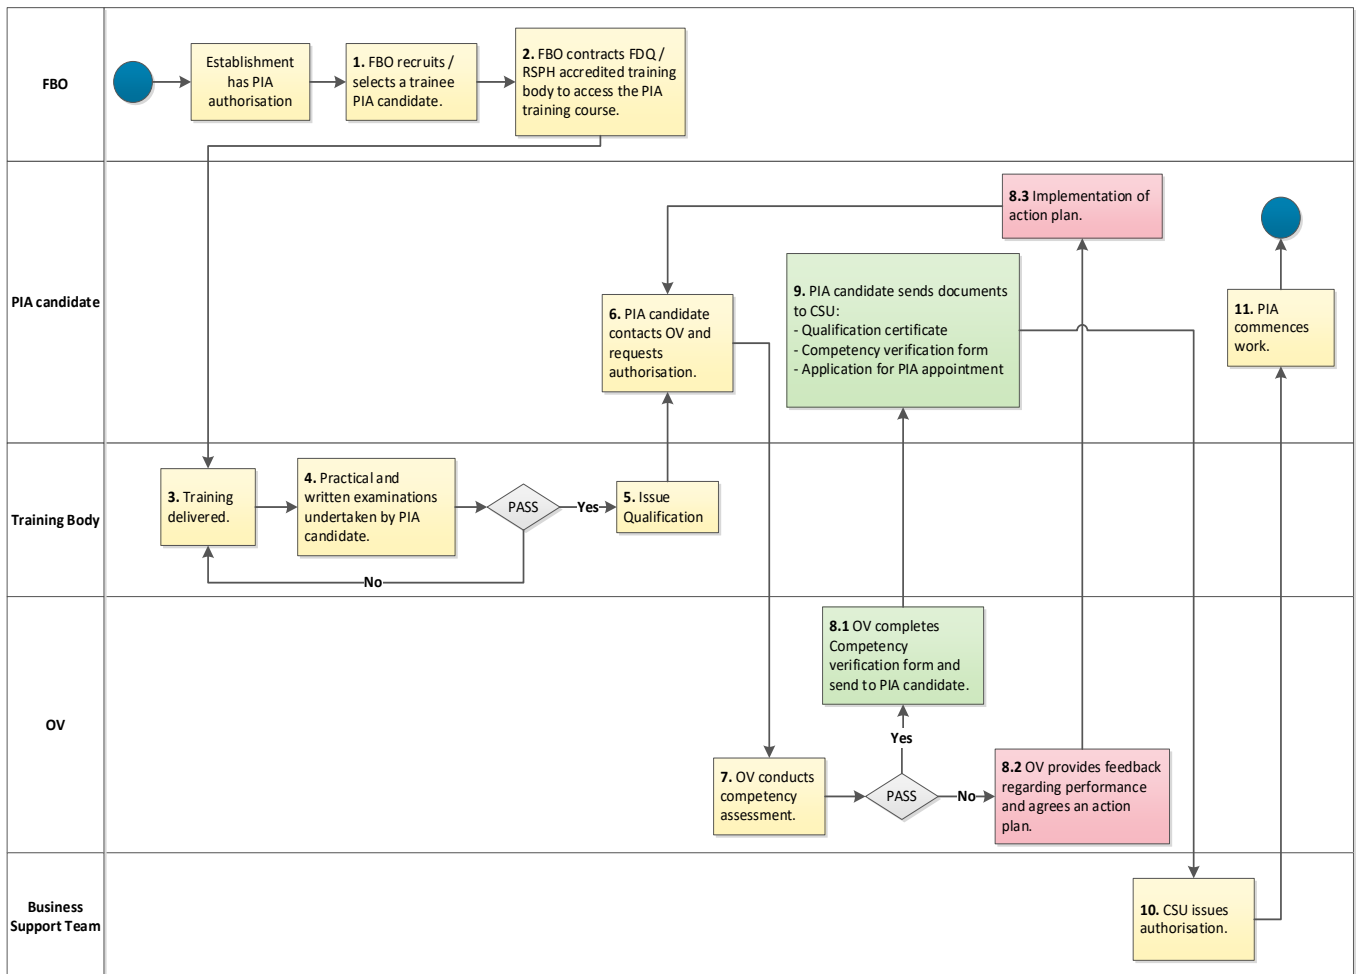 FBO
Establishment
has PIA
authorisation
1. FBO recruits /
selects a trainee
PIA candidate.
2. FBO contracts FDQ /
RSPH accredited training
body to access the PIA
training course.
PIA candidate
8.3 Implementation of
action plan.
6. PIA candidate
contacts OV and
requests
authorisation.
9. PIA candidate sends documents
to CSU:
- Qualification certificate
- Competency verification form
- Application for PIA appointment
11. PIA
commences
work.
Training Body
3. Training
delivered.
4. Practical and
written examinations
undertaken by PIA
candidate.
PASS
Yes
5. Issue
Qualification
No
OV
8.1 OV completes
Competency
verification form and
send to PIA candidate.
Yes
7. OV conducts
competency
assessment.
PASS
No
8.2 OV provides feedback
regarding performance
and agrees an action
plan.
Business
Support Team
10. CSU issues
authorisation.